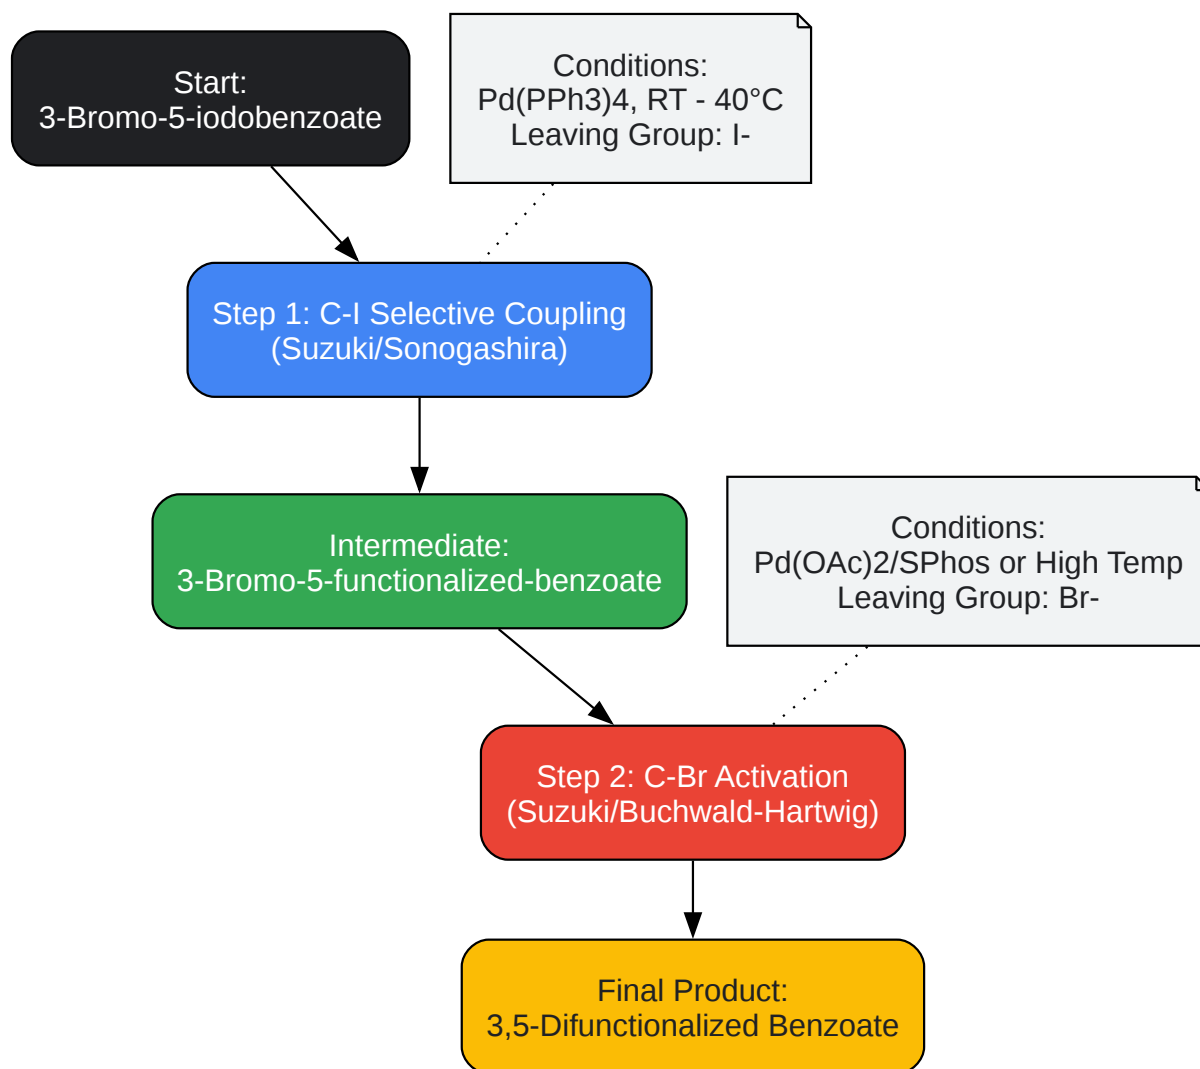 Start:
3-Bromo-5-iodobenzoate
Conditions:
Pd(PPh3)4, RT - 40°C
Leaving Group: I-
Step 1: C-I Selective Coupling
(Suzuki/Sonogashira)
Intermediate:
3-Bromo-5-functionalized-benzoate
Conditions:
Pd(OAc)2/SPhos or High Temp
Leaving Group: Br-
Step 2: C-Br Activation
(Suzuki/Buchwald-Hartwig)
Final Product:
3,5-Difunctionalized Benzoate